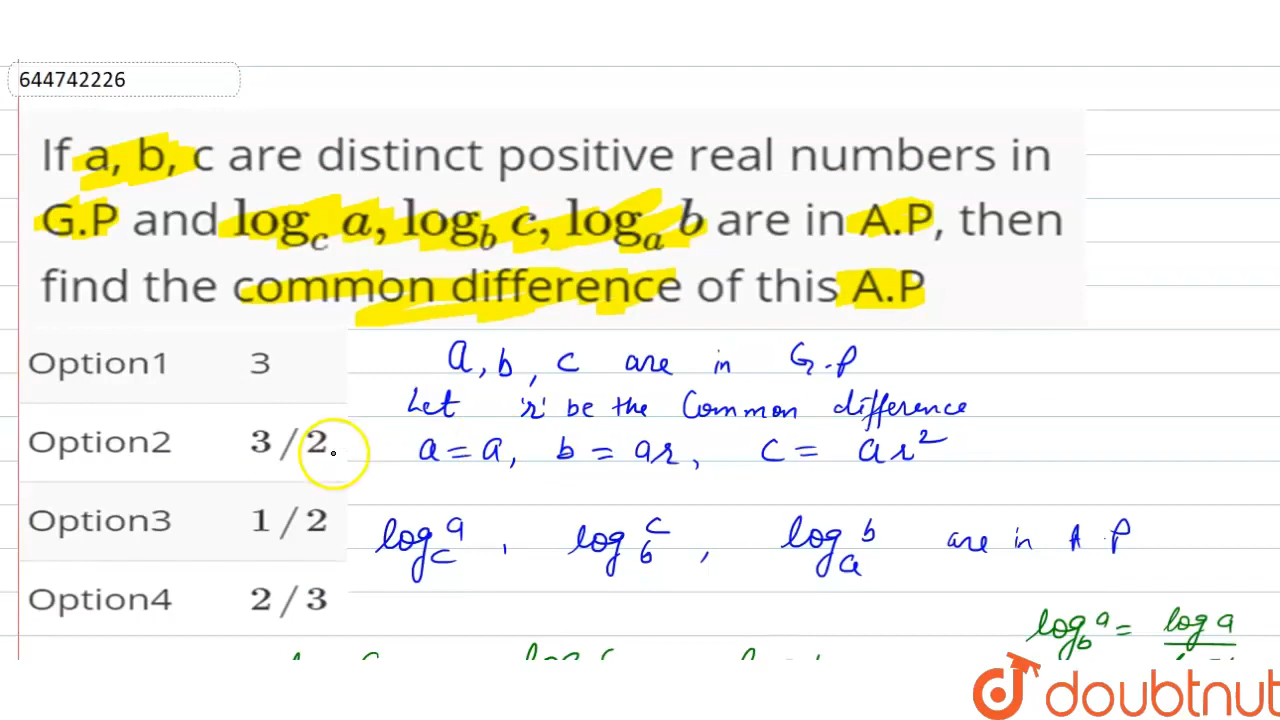 644742226
If a, b, c are distinct positive real numbers in
G.P and log_c a, log_b c, log_a b are in A.P, then
find the common difference of this A.P
Option1 3
Option2 3/2.
Option3 1/2
Option4 2/3
a, b, c are in G.P
Let 'r' be the Common difference
a = a, b = ar, c = ar²
log_c a, log_b c, log_a b are in A.P
log_b a = log a
doubtnut